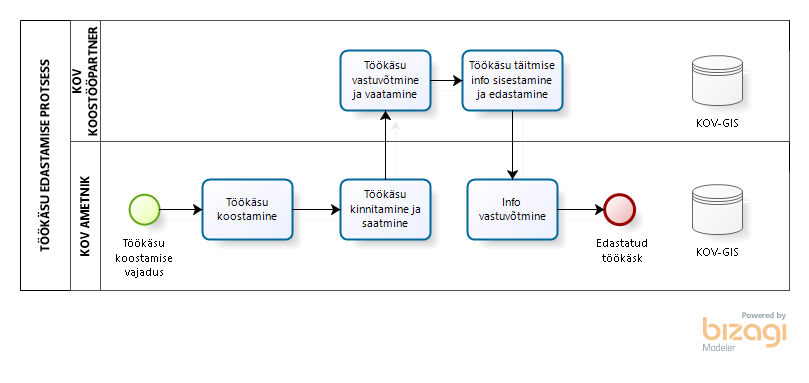 TÖÖKÄSU EDASTAMISE PROTSESS
KOV
KOOSTÖÖPARTNER
Töökäsu
vastuvõtmine
ja vaatamine
Töökäsu täitmise
info sisestamine
ja edastamine
KOV-GIS
KOV AMETNIK
Töökäsu
koostamise
vajadus
Töökäsu
koostamine
Töökäsu
kinnitamine ja
saatmine
Info
vastuvõtmine
Edastatud
töökäsk
KOV-GIS
Powered by
bizagi
Modeler